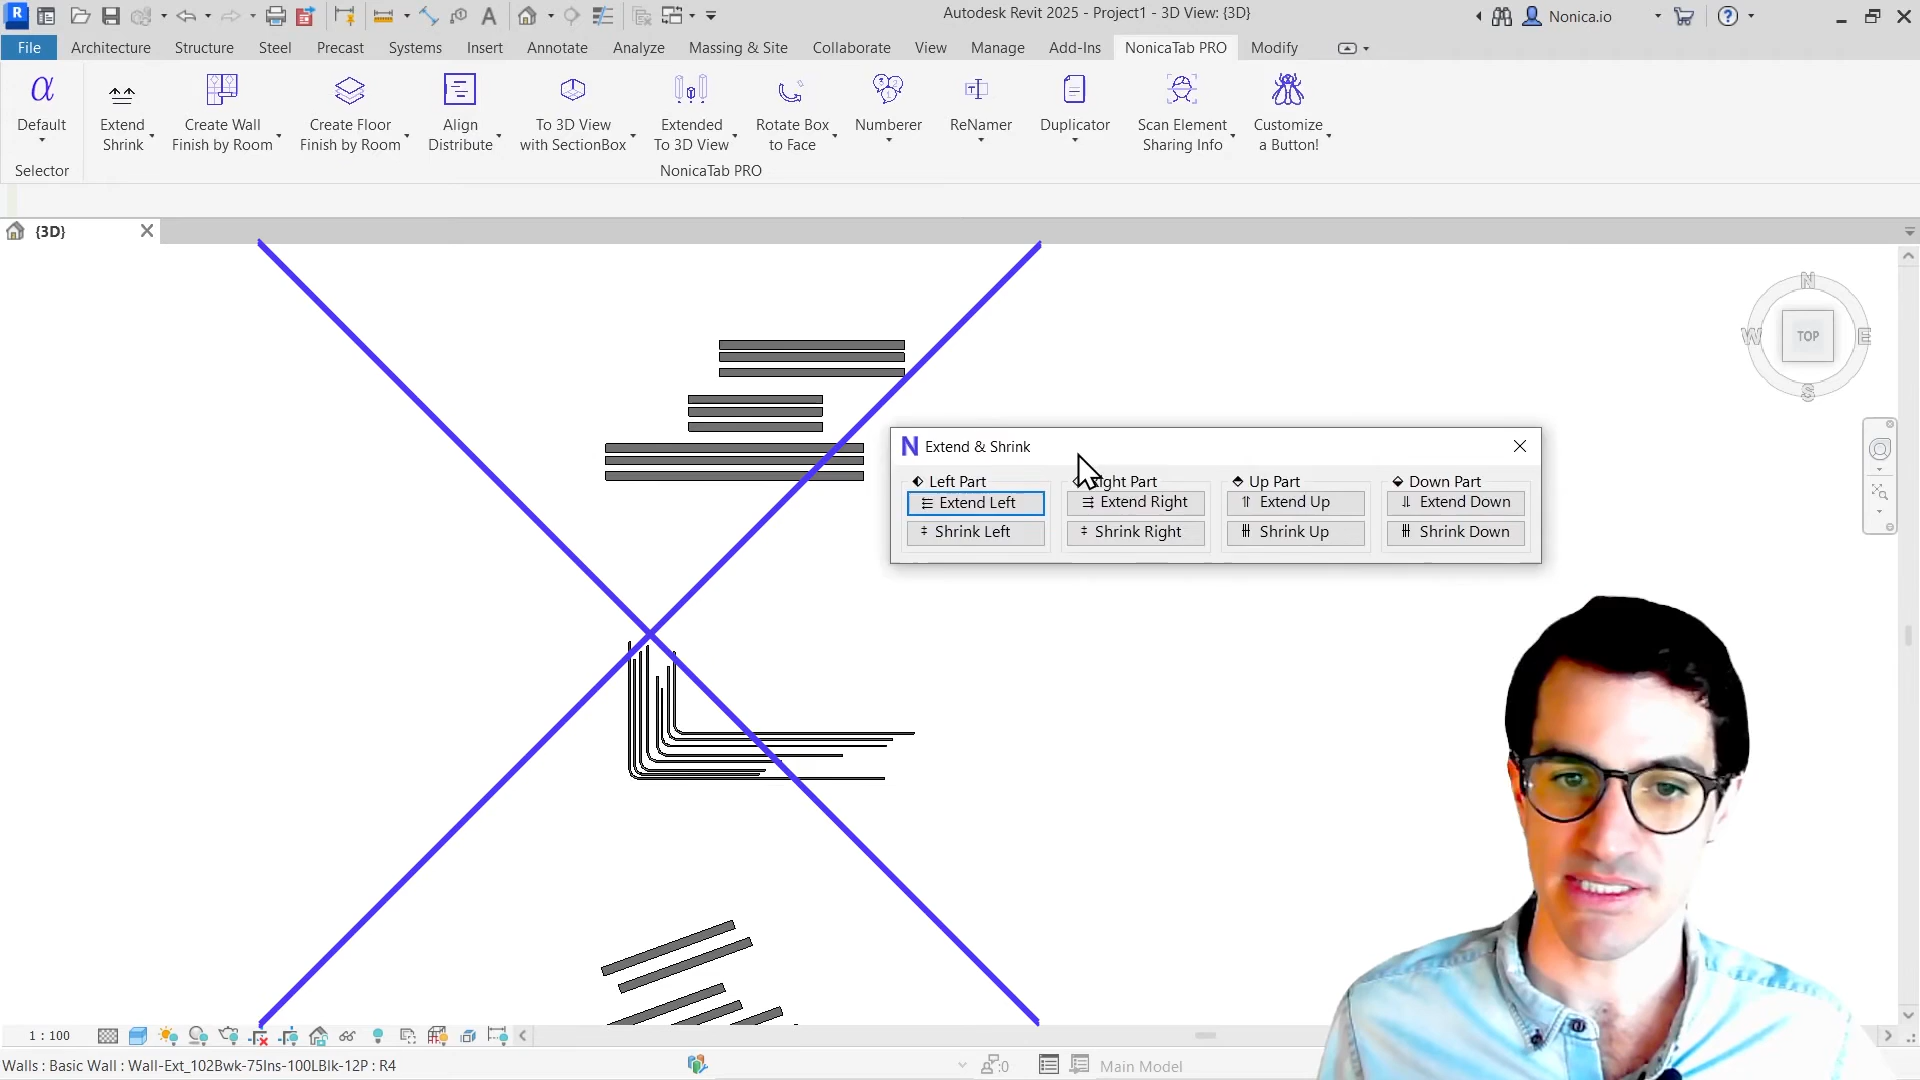 Autodesk Revit 2025 - Project1 - 3D View: {3D}
Nonica.io
File Architecture Structure Steel Precast Systems Insert Annotate Analyze Massing & Site Collaborate View Manage Add-Ins NonicaTab PRO Modify
Default
Extend
Shrink
Create Wall
Finish by Room
Create Floor
Finish by Room
Align
Distribute
To 3D View
with SectionBox
Extended
To 3D View
Rotate Box
to Face
Numberer
ReNamer
Duplicator
Scan Element
Sharing Info
Customize
a Button!
Selector
NonicaTab PRO
{3D}
N
W
TOP
E
S
N Extend & Shrink
Left Part
Extend Left
Shrink Left
ght Part
Extend Right
Shrink Right
Up Part
Extend Up
Shrink Up
Down Part
Extend Down
Shrink Down
1 : 100
Walls : Basic Wall : Wall-Ext_102Bwk-75Ins-100LBlk-12P : R4
:0
Main Model